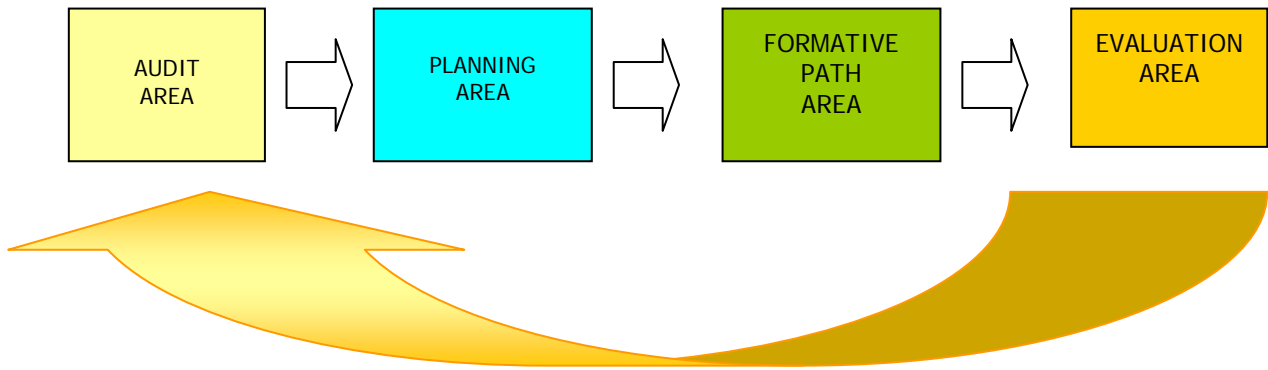 AUDIT
AREA
PLANNING
AREA
FORMATIVE
PATH
AREA
EVALUATION
AREA